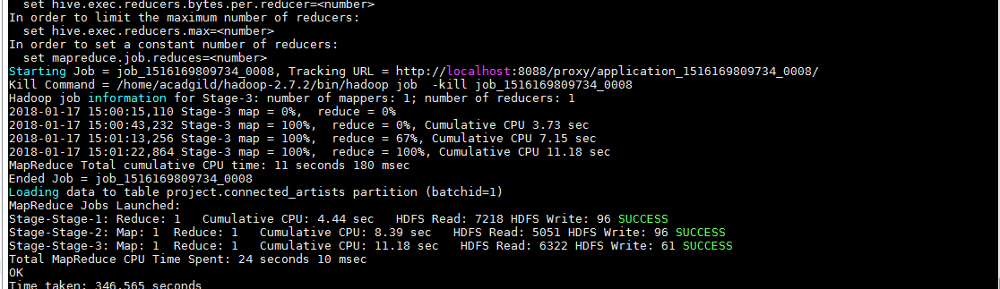 set hive.exec.reducers.bytes.per.reducer=<number>
In order to limit the maximum number of reducers:
set hive.exec.reducers.max=<number>
In order to set a constant number of reducers:
set mapreduce.job.reduces=<number>
Starting Job = job_1516169809734_0008, Tracking URL = http://localhost:8088/proxy/application_1516169809734_0008/
Kill Command = /home/acadgild/hadoop-2.7.2/bin/hadoop job  -kill job_1516169809734_0008
Hadoop job information for Stage-3: number of mappers: 1; number of reducers: 1
2018-01-17 15:00:15,110 Stage-3 map = 0%,  reduce = 0%
2018-01-17 15:00:43,232 Stage-3 map = 100%,  reduce = 0%, Cumulative CPU 3.73 sec
2018-01-17 15:01:13,256 Stage-3 map = 100%,  reduce = 67%, Cumulative CPU 7.15 sec
2018-01-17 15:01:22,864 Stage-3 map = 100%,  reduce = 100%, Cumulative CPU 11.18 sec
MapReduce Total cumulative CPU time: 11 seconds 180 msec
Ended Job = job_1516169809734_0008
Loading data to table project.connected_artists partition (batchid=1)
MapReduce Jobs Launched:
Stage-Stage-1: Reduce: 1   Cumulative CPU: 4.44 sec   HDFS Read: 7218 HDFS Write: 96 SUCCESS
Stage-Stage-2: Map: 1  Reduce: 1   Cumulative CPU: 8.39 sec   HDFS Read: 5051 HDFS Write: 96 SUCCESS
Stage-Stage-3: Map: 1  Reduce: 1   Cumulative CPU: 11.18 sec   HDFS Read: 6322 HDFS Write: 61 SUCCESS
Total MapReduce CPU Time Spent: 24 seconds 10 msec
OK
Time taken: 346.565 seconds